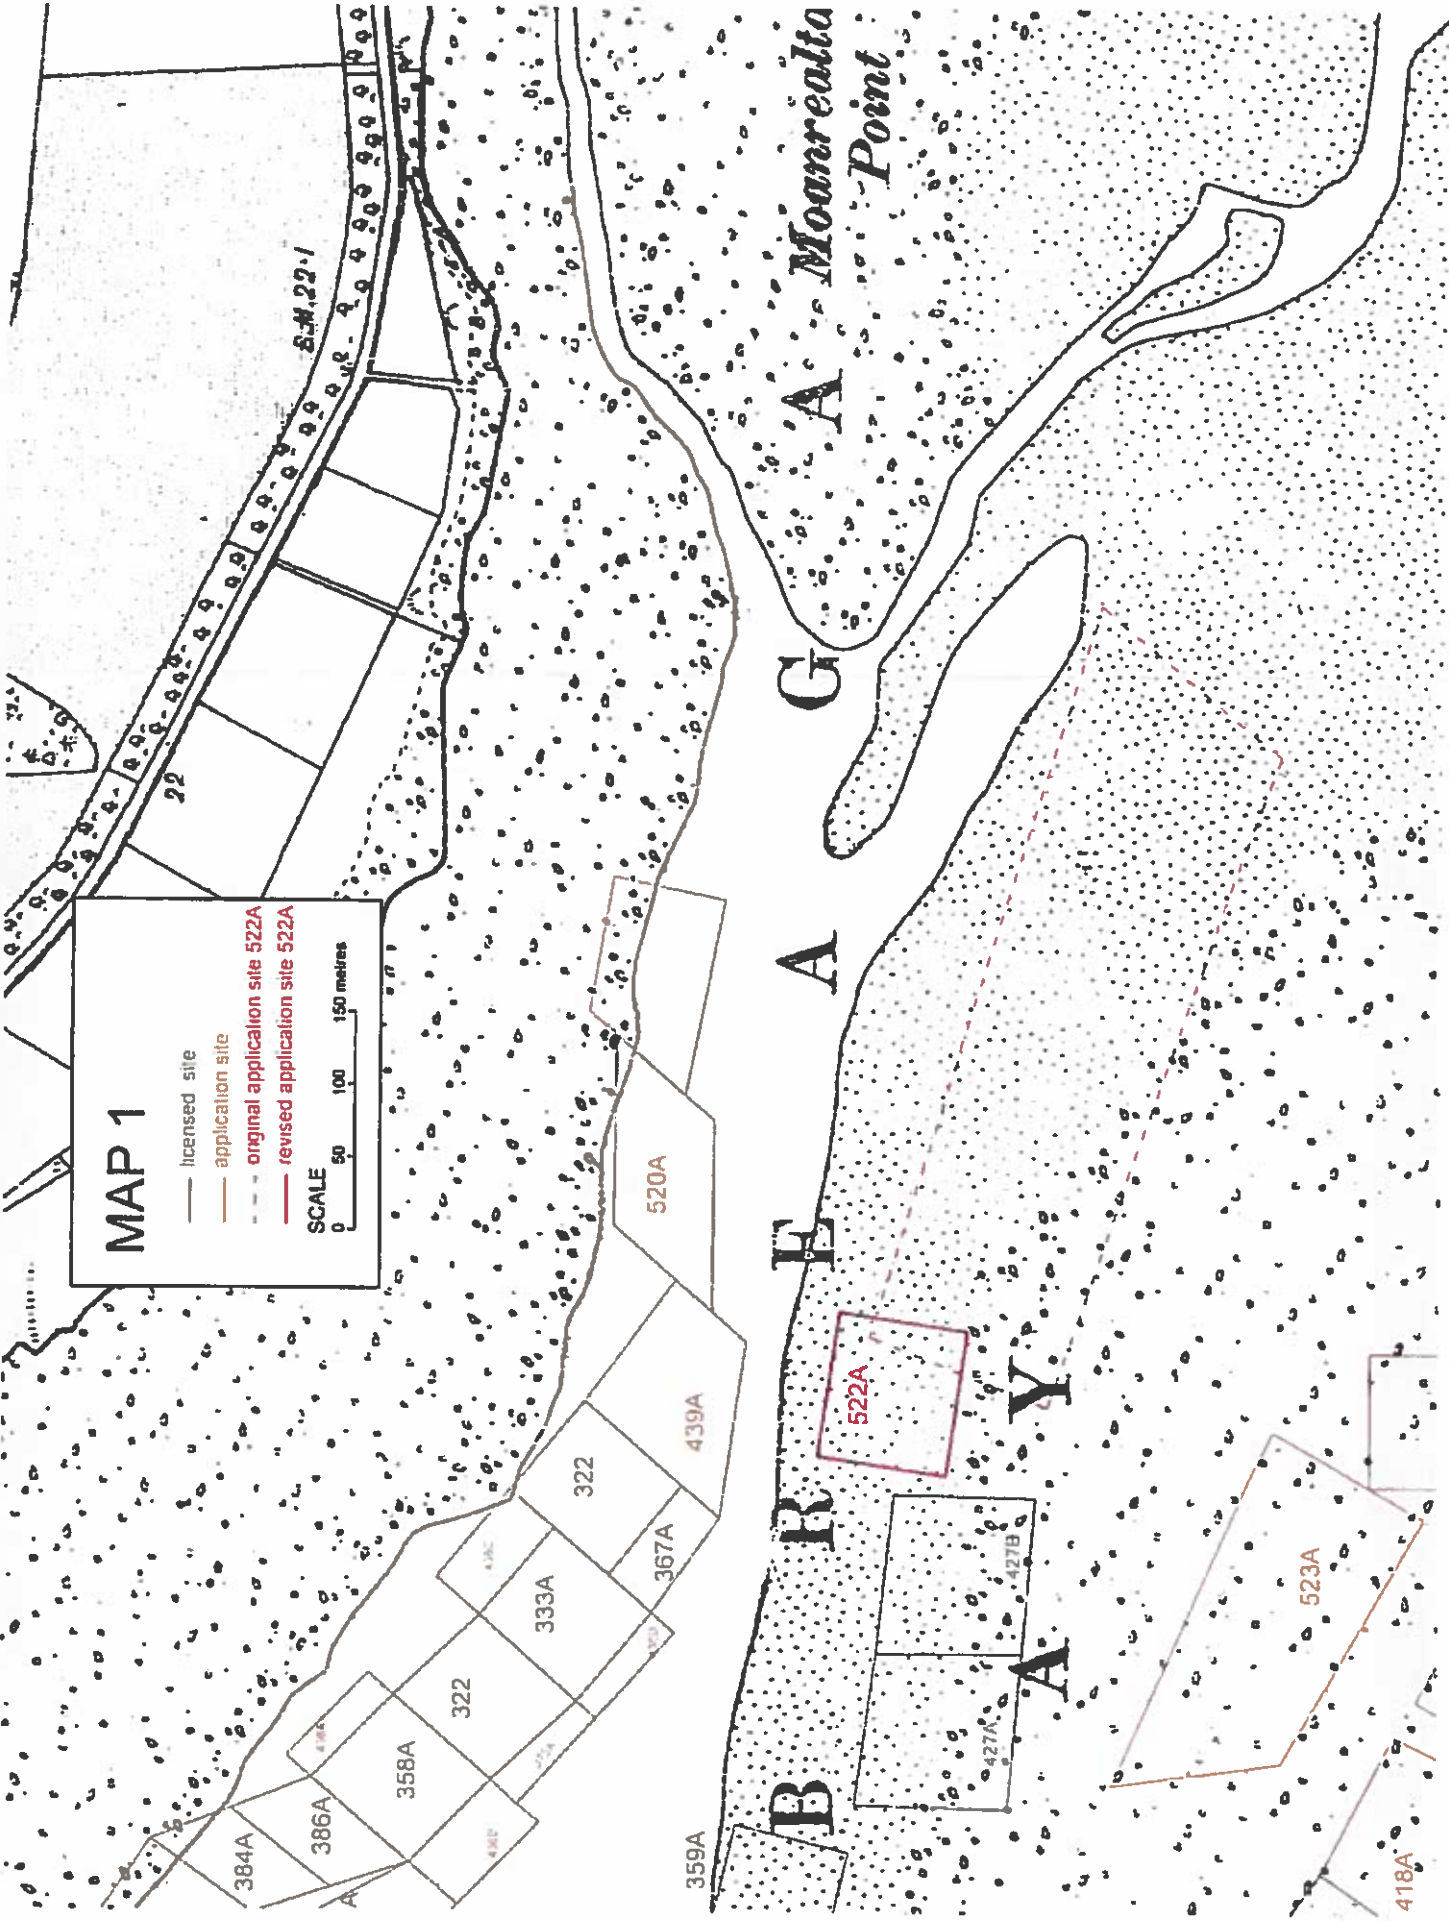 MAP 1
licensed site
application site
original application site 522A
revised application site 522A
SCALE
0 50 100 150 metres
22
B.M.22·1
Moanrealta
Point
B R E A G A
A Y
384A
386A
358A
322
333A
322
367A
439A
520A
522A
359A
427A
427B
523A
418A
A